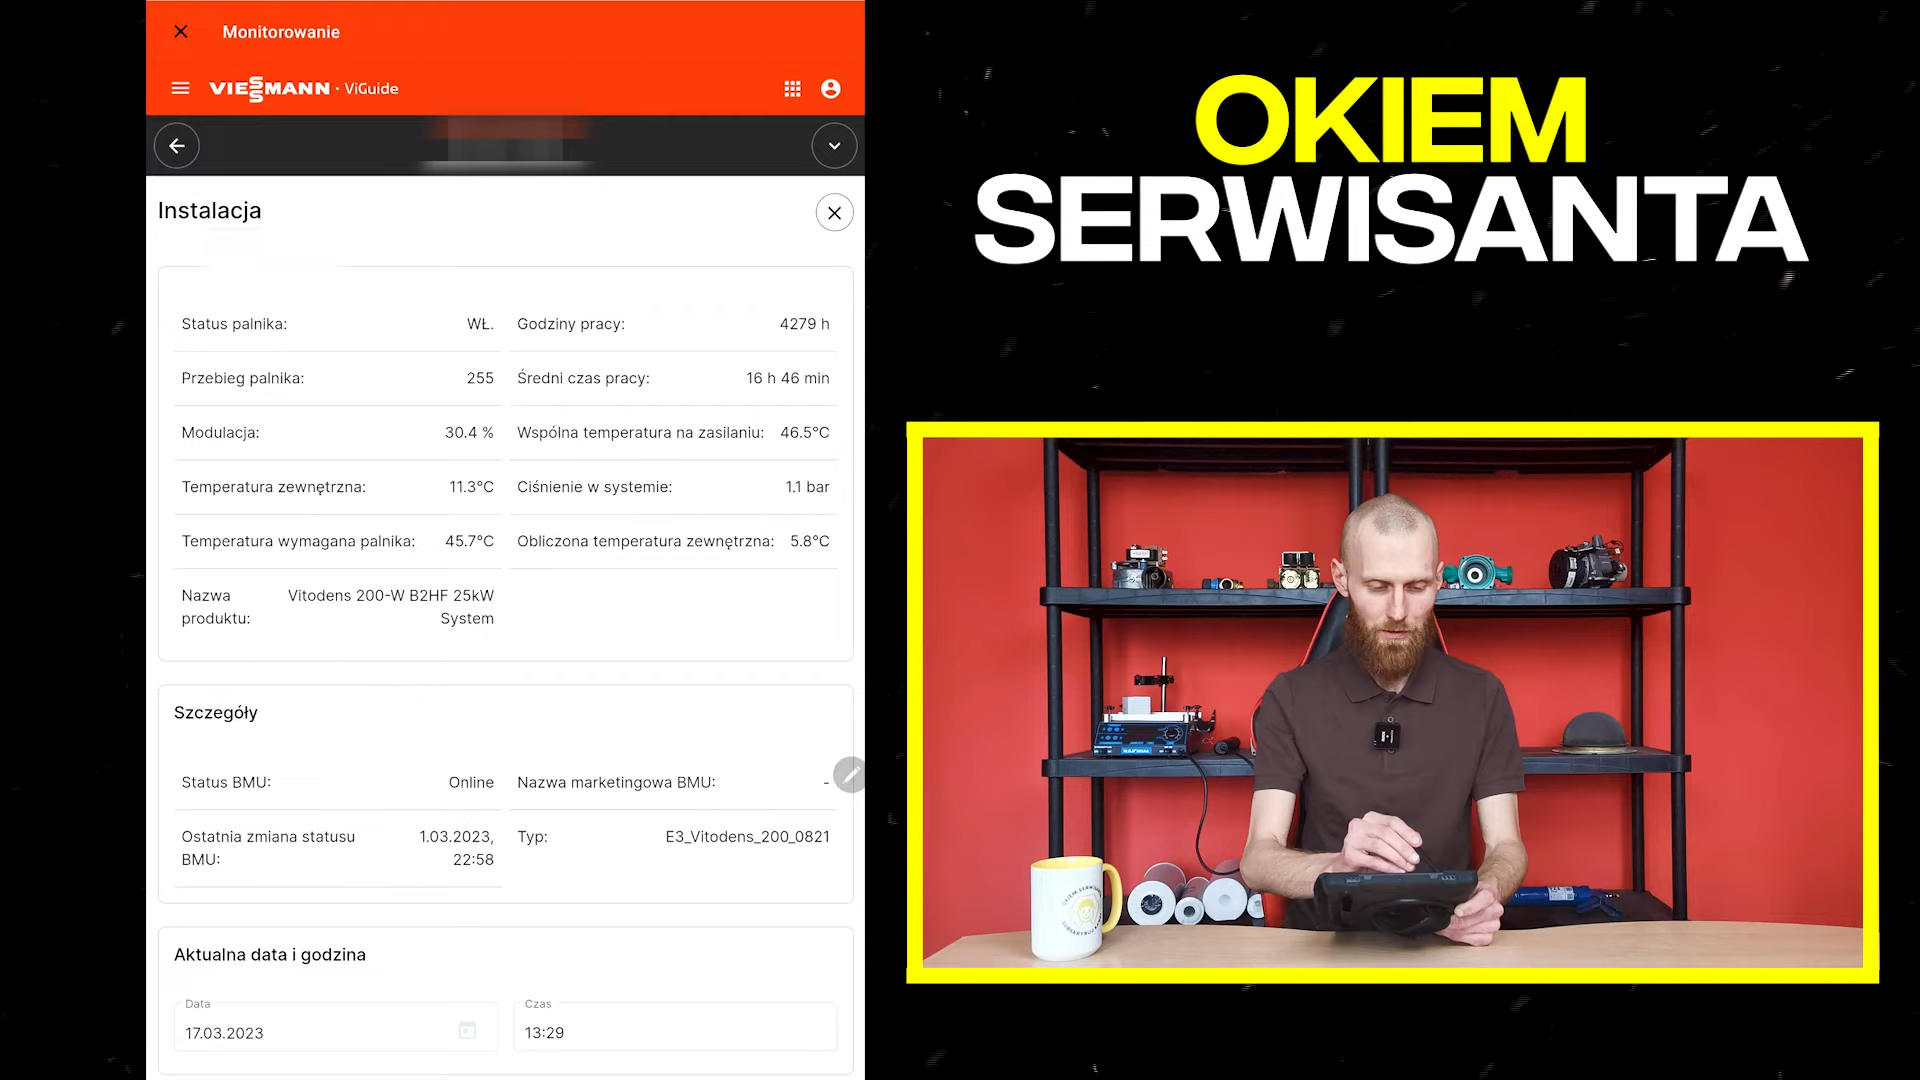 Monitorowanie
VIESSMANN · ViGuide
Instalacja
Status palnika: WŁ.
Godziny pracy: 4279 h
Przebieg palnika: 255
Średni czas pracy: 16 h 46 min
Modulacja: 30.4 %
Wspólna temperatura na zasilaniu: 46.5°C
Temperatura zewnętrzna: 11.3°C
Ciśnienie w systemie: 1.1 bar
Temperatura wymagana palnika: 45.7°C
Obliczona temperatura zewnętrzna: 5.8°C
Nazwa produktu: Vitodens 200-W B2HF 25kW System
Szczegóły
Status BMU: Online
Nazwa marketingowa BMU: -
Ostatnia zmiana statusu BMU: 1.03.2023, 22:58
Typ: E3_Vitodens_200_0821
Aktualna data i godzina
Data
17.03.2023
Czas
13:29
OKIEM
SERWISANTA